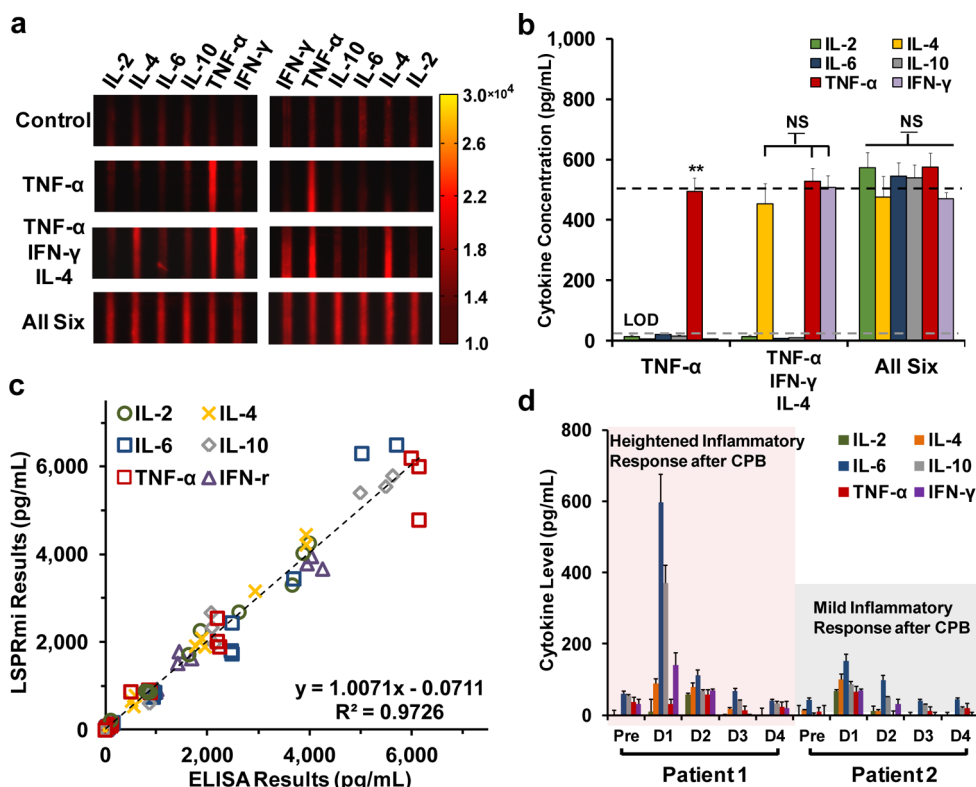 a
IL-2 IL-4 IL-6 IL-10 TNF-α IFN-γ
IFN-γ TNF-α IL-10 IL-6 IL-4 IL-2
Control
TNF-α
TNF-α
IFN-γ
IL-4
All Six
3.0×10⁴
2.6
2.2
1.8
1.4
1.0
b
Cytokine Concentration (pg/mL)
1,000
800
600
400
200
0
IL-2 IL-4
IL-6 IL-10
TNF-α IFN-γ
**
NS
NS
LOD
TNF-α
TNF-α
IFN-γ
IL-4
All Six
c
LSPRmi Results (pg/mL)
6,000
4,000
2,000
0
IL-2 IL-4
IL-6 IL-10
TNF-α IFN-r
y = 1.0071x - 0.0711
R² = 0.9726
0 2,000 4,000 6,000
ELISA Results (pg/mL)
d
Cytokine Level (pg/mL)
800
600
400
200
0
Heightened Inflammatory
Response after CPB
IL-2 IL-4
IL-6 IL-10
TNF-α IFN-γ
Mild Inflammatory
Response after CPB
Pre D1 D2 D3 D4 Pre D1 D2 D3 D4
Patient 1 Patient 2